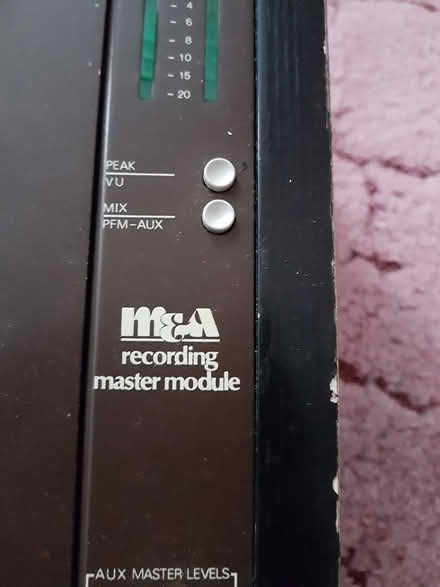 - 4
- 6
- 8
- 10
- 15
- 20
PEAK
VU
MIX
PFM-AUX
M&A
recording
master module
AUX MASTER LEVELS